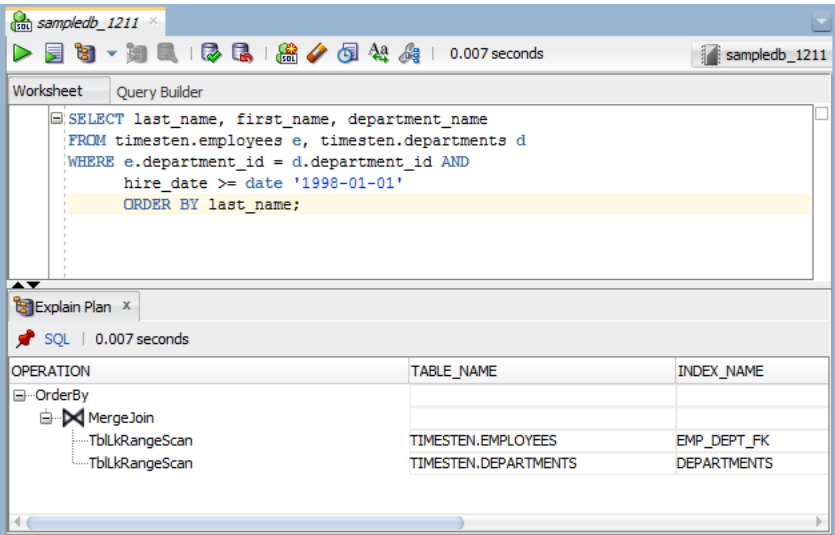 sampledb_1211
0.007 seconds
sampledb_1211
Worksheet
Query Builder
SELECT last_name, first_name, department_name
FROM timesten.employees e, timesten.departments d
WHERE e.department_id = d.department_id AND
hire_date >= date '1998-01-01'
ORDER BY last_name;
Explain Plan
SQL | 0.007 seconds
OPERATION TABLE_NAME INDEX_NAME
OrderBy
MergeJoin
TblLkRangeScan TIMESTEN.EMPLOYEES EMP_DEPT_FK
TblLkRangeScan TIMESTEN.DEPARTMENTS DEPARTMENTS